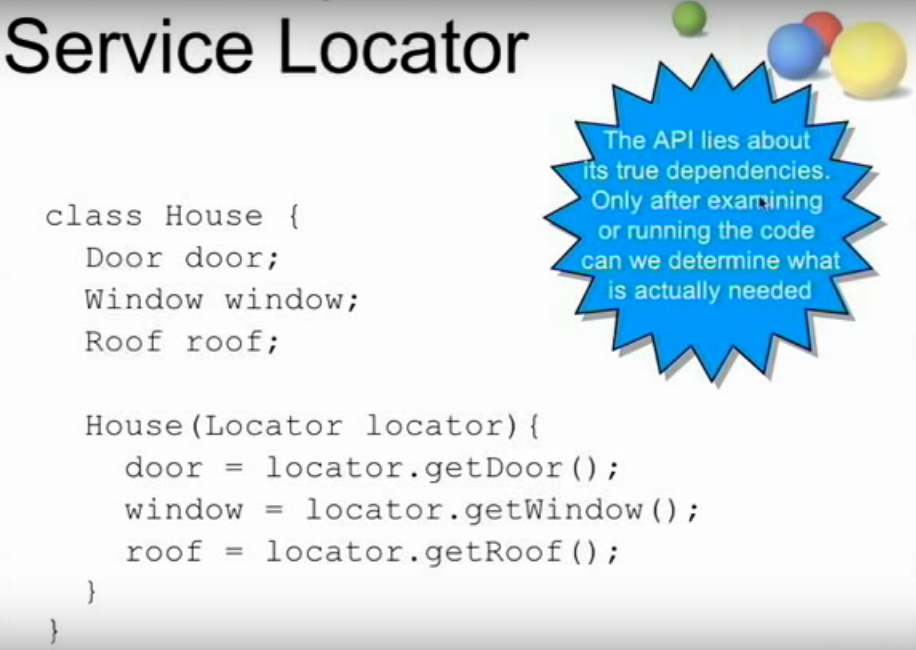 Service Locator
The API lies about
its true dependencies.
Only after examining
or running the code
can we determine what
is actually needed
class House {
Door door;
Window window;
Roof roof;
House(Locator locator){
door = locator.getDoor();
window = locator.getWindow();
roof = locator.getRoof();
}
}